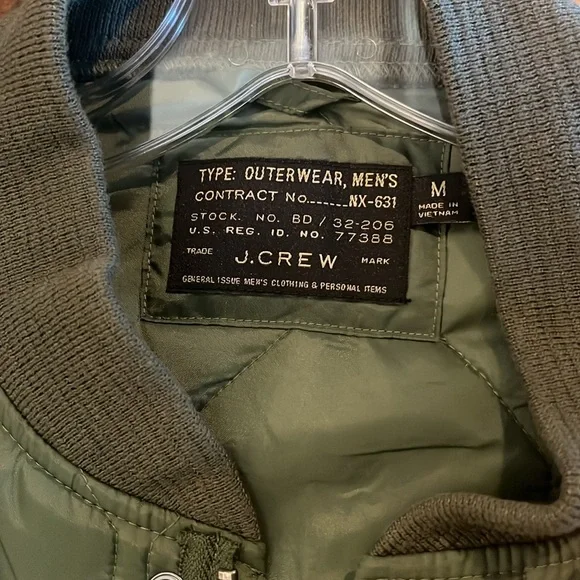 TYPE: OUTERWEAR, MEN'S
CONTRACT No.......NX-631
STOCK. NO. BD / 32-206
U.S. REG. ID. NO. 77388
TRADE J.CREW MARK
GENERAL ISSUE MEN'S CLOTHING & PERSONAL ITEMS
M
MADE IN
VIETNAM